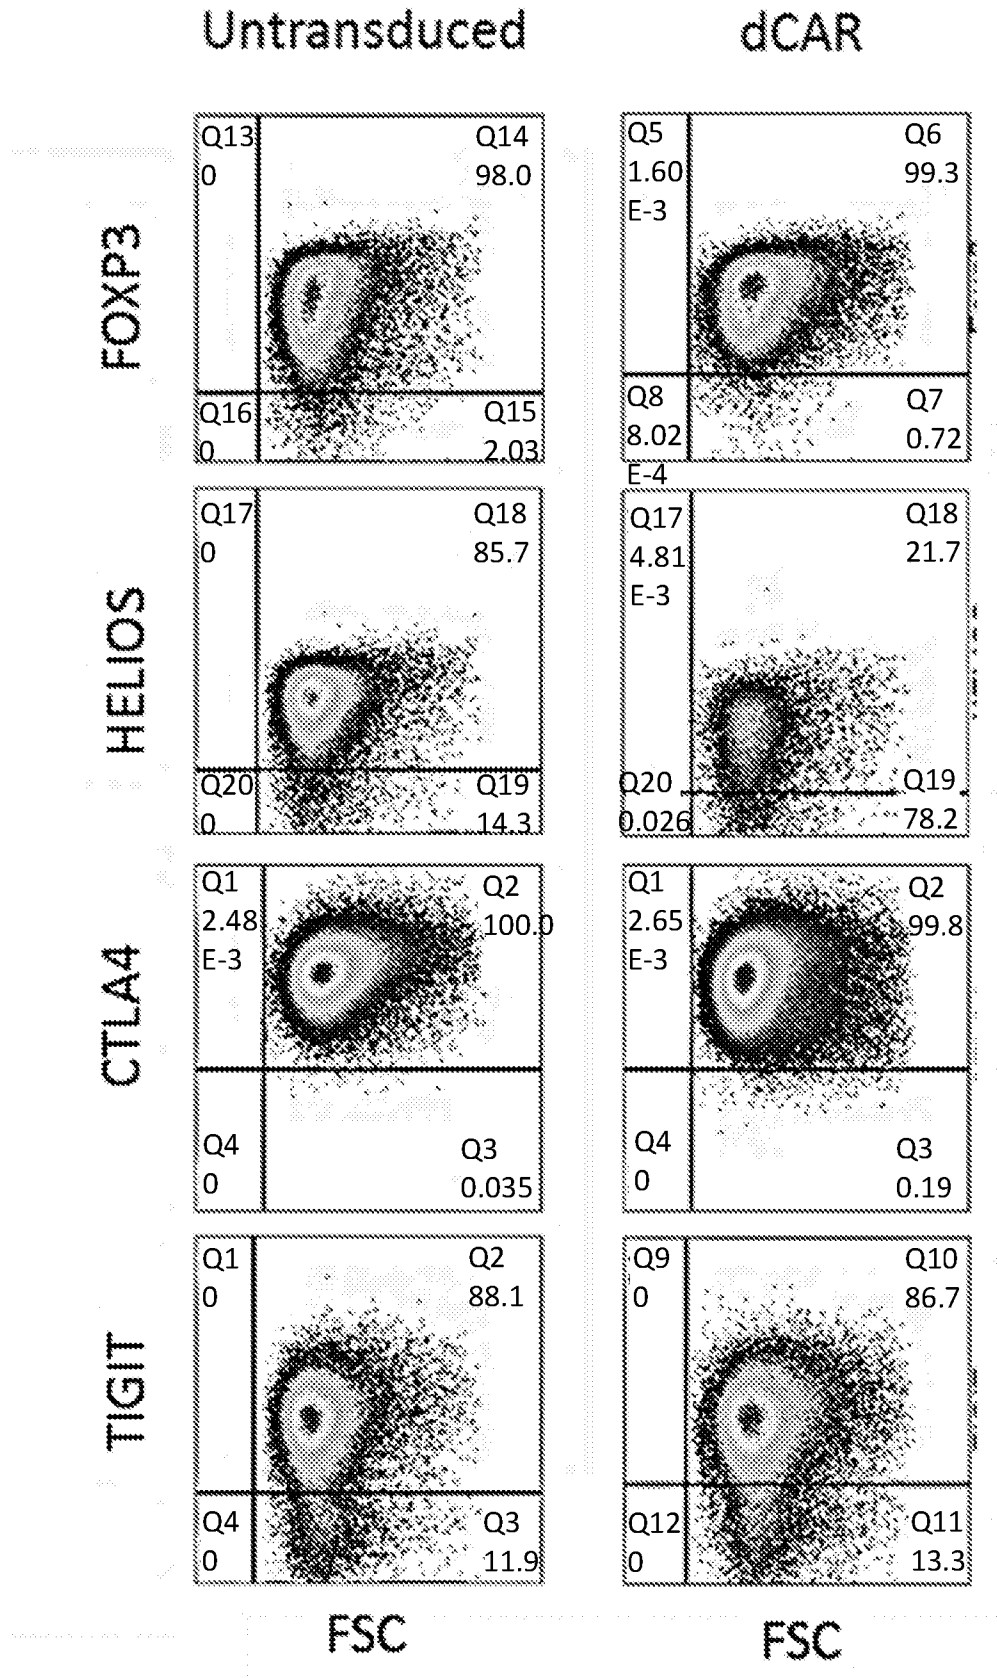 Untransduced
dCAR
FOXP3
Q13
0
Q14
98.0
Q16
0
Q15
2.03
Q5
1.60
E-3
Q6
99.3
Q8
8.02
E-4
Q7
0.72
HELIOS
Q17
0
Q18
85.7
Q20
0
Q19
14.3
Q17
4.81
E-3
Q18
21.7
Q20
0.026
Q19
78.2
CTLA4
Q1
2.48
E-3
Q2
100.0
Q4
0
Q3
0.035
Q1
2.65
E-3
Q2
99.8
Q4
0
Q3
0.19
TIGIT
Q1
0
Q2
88.1
Q4
0
Q3
11.9
Q9
0
Q10
86.7
Q12
0
Q11
13.3
FSC
FSC